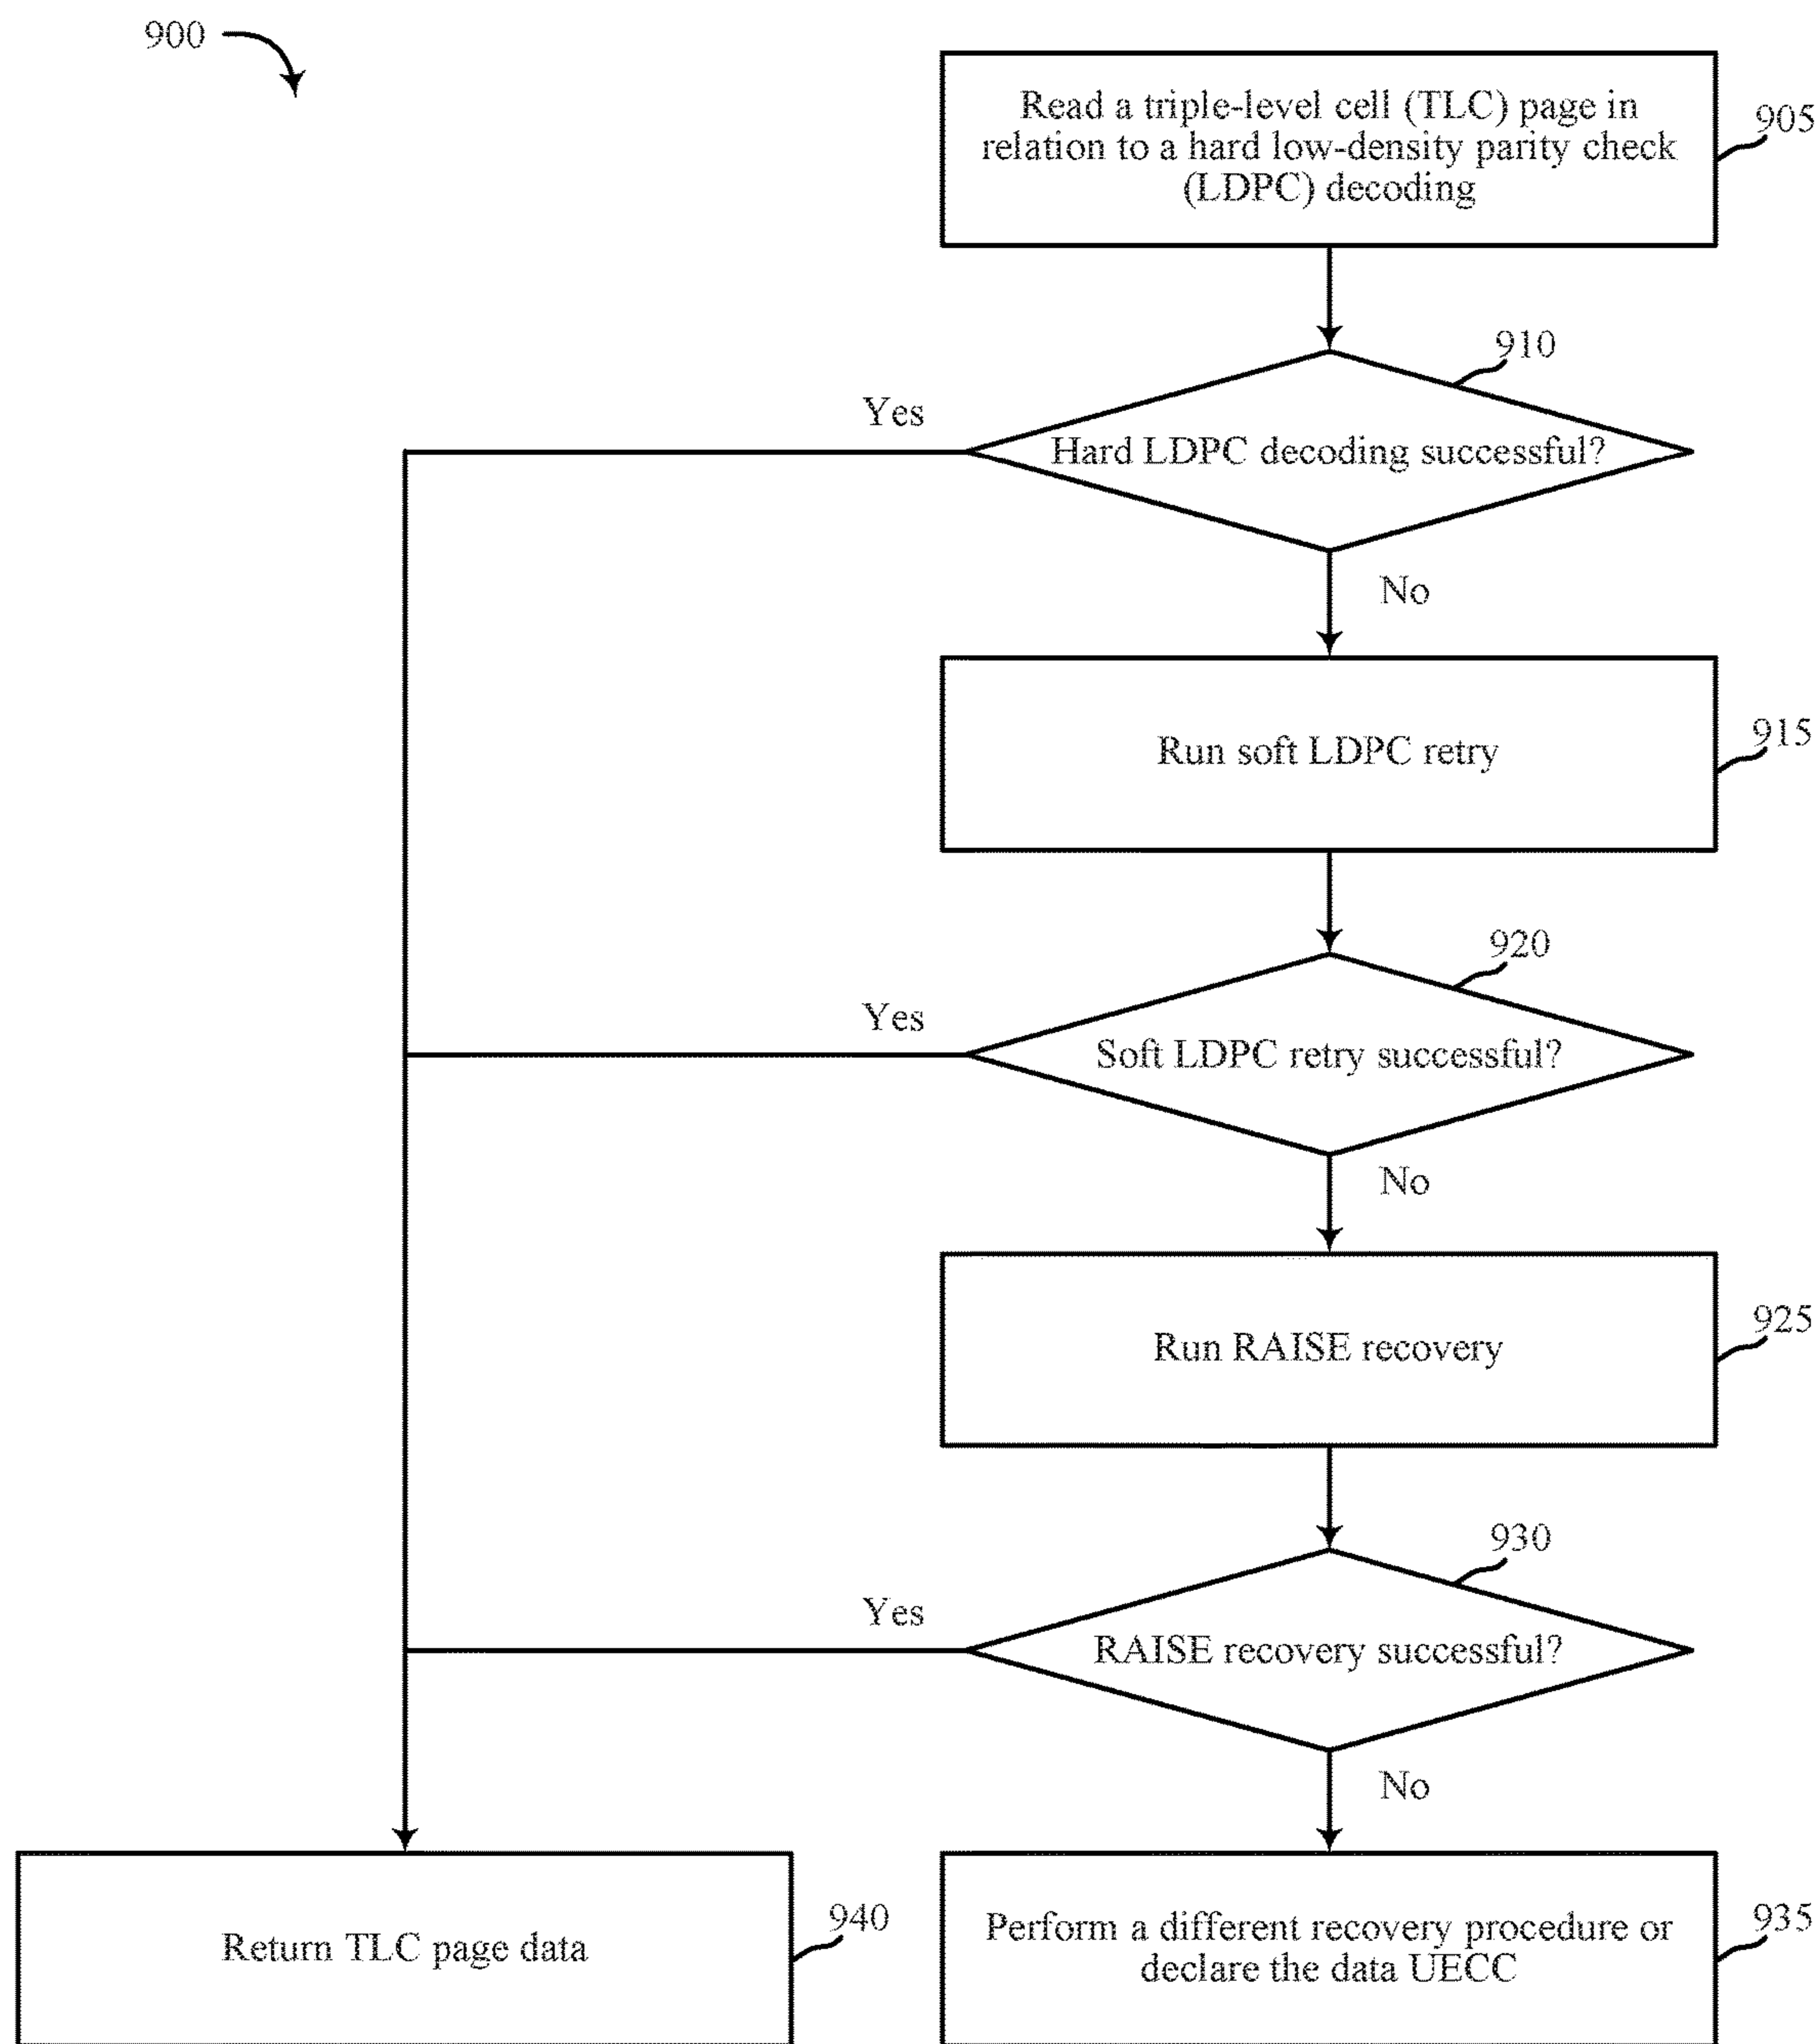 900
Read a triple-level cell (TLC) page in
relation to a hard low-density parity check
(LDPC) decoding
905
910
Yes
Hard LDPC decoding successful?
No
Run soft LDPC retry
915
920
Yes
Soft LDPC retry successful?
No
Run RAISE recovery
925
930
Yes
RAISE recovery successful?
No
Return TLC page data
940
Perform a different recovery procedure or
declare the data UECC
935